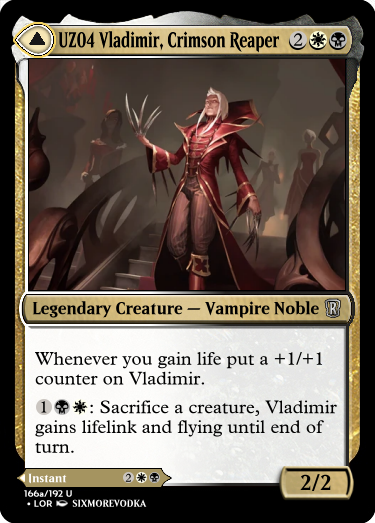 UZ04 Vladimir, Crimson Reaper 2
Legendary Creature — Vampire Noble R
Whenever you gain life put a +1/+1
counter on Vladimir.
1: Sacrifice a creature, Vladimir
gains lifelink and flying until end of
turn.
Instant 2
2/2
166a/192 U
• LOR SIXMOREVODKA